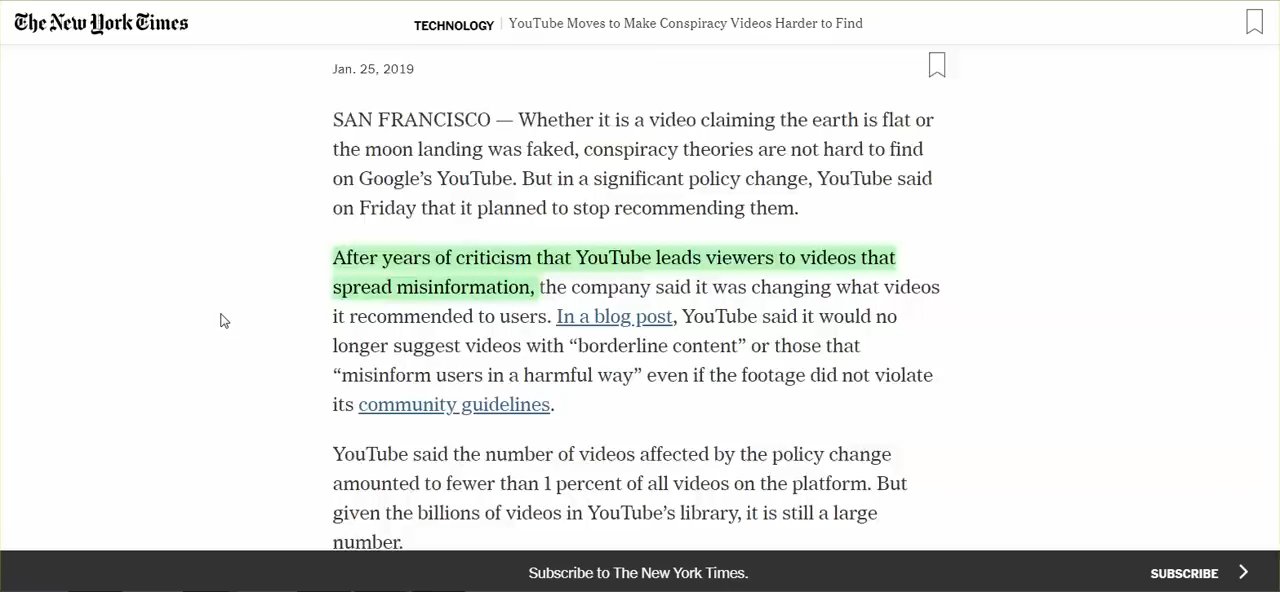 The New York Times
TECHNOLOGY | YouTube Moves to Make Conspiracy Videos Harder to Find
Jan. 25, 2019
SAN FRANCISCO — Whether it is a video claiming the earth is flat or
the moon landing was faked, conspiracy theories are not hard to find
on Google’s YouTube. But in a significant policy change, YouTube said
on Friday that it planned to stop recommending them.
After years of criticism that YouTube leads viewers to videos that
spread misinformation, the company said it was changing what videos
it recommended to users. In a blog post, YouTube said it would no
longer suggest videos with “borderline content” or those that
“misinform users in a harmful way” even if the footage did not violate
its community guidelines.
YouTube said the number of videos affected by the policy change
amounted to fewer than 1 percent of all videos on the platform. But
given the billions of videos in YouTube’s library, it is still a large
number.
Subscribe to The New York Times.
SUBSCRIBE